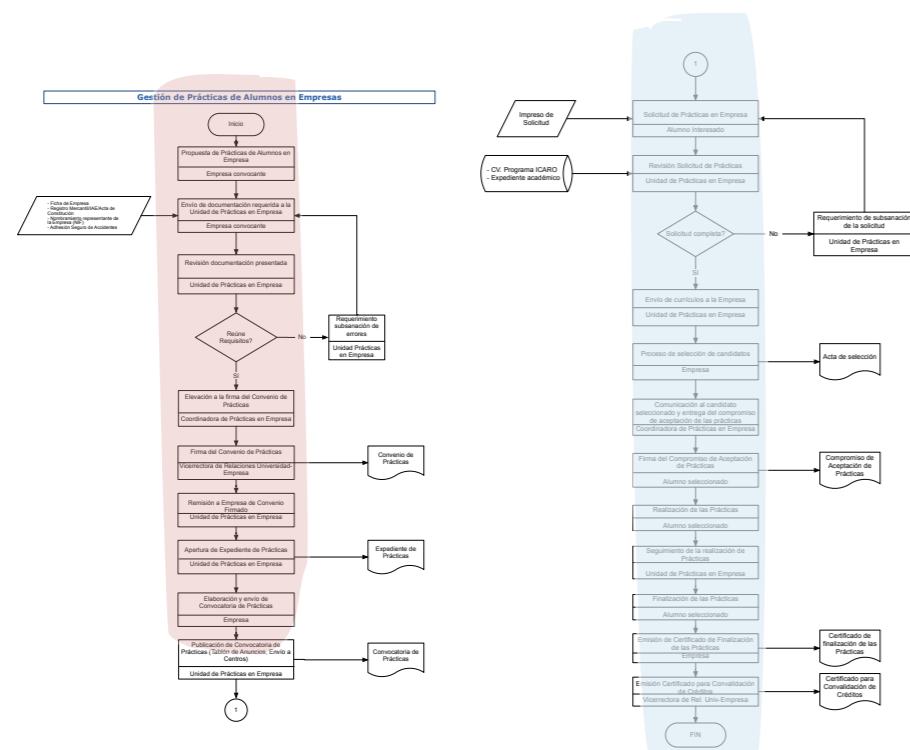 Gestión de Prácticas de Alumnos en Empresas
Inicio
Propuesta de Prácticas de Alumnos en
Empresa
Empresa convocante
- Ficha de Empresa
- Registro Mercantil/IAE/Acta de
Constitución
- Nombramiento representante de
la Empresa (NIF)
- Adhesión Seguro de Accidentes
Envío de documentación requerida a la
Unidad de Prácticas en Empresa
Empresa convocante
Revisión documentación presentada
Unidad de Prácticas en Empresa
Reúne
Requisitos?
No
Requerimiento
subsanación de
errores
Unidad Prácticas
en Empresa
SI
Elevación a la firma del Convenio de
Prácticas
Coordinadora de Prácticas en Empresa
Firma del Convenio de Prácticas
Vicerrectora de Relaciones Universidad-
Empresa
Convenio de
Prácticas
Remisión a Empresa de Convenio
Firmado
Unidad de Prácticas en Empresa
Apertura de Expediente de Prácticas
Unidad de Prácticas en Empresa
Expediente de
Prácticas
Elaboración y envío de
Convocatoria de Prácticas
Empresa
Publicación de Convocatoria de
Prácticas (Tablón de Anuncios, Envío a
Centros)
Unidad de Prácticas en Empresa
Convocatoria de
Prácticas
1
1
Impreso de
Solicitud
Solicitud de Prácticas en Empresa
Alumno Interesado
- CV. Programa ICARO
- Expediente académico
Revisión Solicitud de Prácticas
Unidad de Prácticas en Empresa
Solicitud completa?
No
Requerimiento de subsanación
de la solicitud
Unidad de Prácticas en
Empresa
SI
Envío de currículos a la Empresa
Unidad de Prácticas en Empresa
Proceso de selección de candidatos
Empresa
Acta de selección
Comunicación al candidato
seleccionado y entrega del compromiso
de aceptación de las prácticas
Coordinadora de Prácticas en Empresa
Firma del Compromiso de Aceptación
de Prácticas
Alumno seleccionado
Compromiso de
Aceptación de
Prácticas
Realización de las Prácticas
Alumno seleccionado
Seguimiento de la realización de
Prácticas
Unidad de Prácticas en Empresa
Finalización de las Prácticas
Alumno seleccionado
Emisión de Certificado de Finalización
de las Prácticas
Empresa
Certificado de
finalización de las
Prácticas
Emisión Certificado para Convalidación
de Créditos
Vicerrectora de Rel. Univ-Empresa
Certificado para
Convalidación de
Créditos
FIN